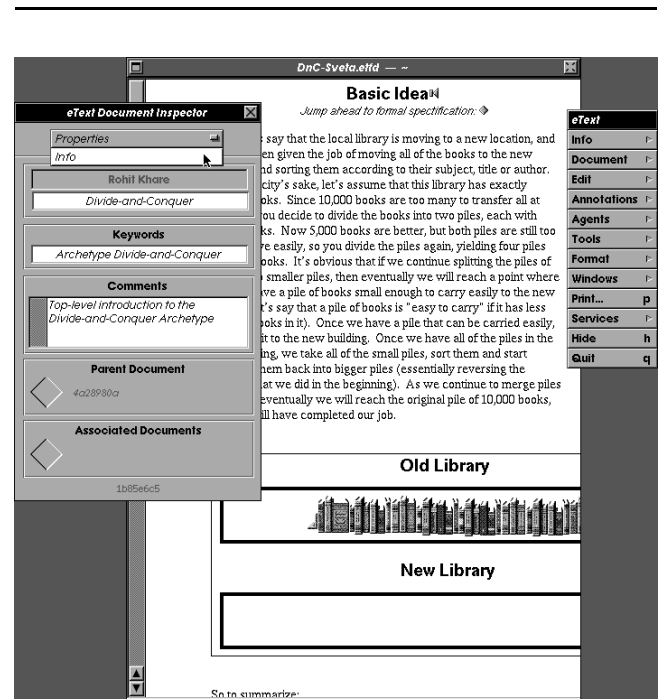 DnC-Sveta.etfd — ~
Basic Idea
Jump ahead to formal spectification:
say that the local library is moving to a new location, and
en given the job of moving all of the books to the new
nd sorting them according to their subject, title or author.
city's sake, let's assume that this library has exactly
oks. Since 10,000 books are too many to transfer all at
ou decide to divide the books into two piles, each with
ks. Now 5,000 books are better, but both piles are still too
ve easily, so you divide the piles again, yielding four piles
ooks. It's obvious that if we continue splitting the piles of
smaller piles, then eventually we will reach a point where
ave a pile of books small enough to carry easily to the new
t's say that a pile of books is "easy to carry" if it has less
ooks in it). Once we have a pile that can be carried easily,
it to the new building. Once we have all of the piles in the
ing, we take all of the small piles, sort them and start
hem back into bigger piles (essentially reversing the
at we did in the beginning). As we continue to merge piles
eventually we will reach the original pile of 10,000 books,
ill have completed our job.
Old Library
New Library
So to summarize:
eText Document Inspector
Properties
Info
Rohit Khare
Divide-and-Conquer
Keywords
Archetype Divide-and-Conquer
Comments
Top-level introduction to the
Divide-and-Conquer Archetype
Parent Document
4a28980a
Associated Documents
1b85e6c5
eText
Info
Document
Edit
Annotations
Agents
Tools
Format
Windows
Print... p
Services
Hide h
Quit q